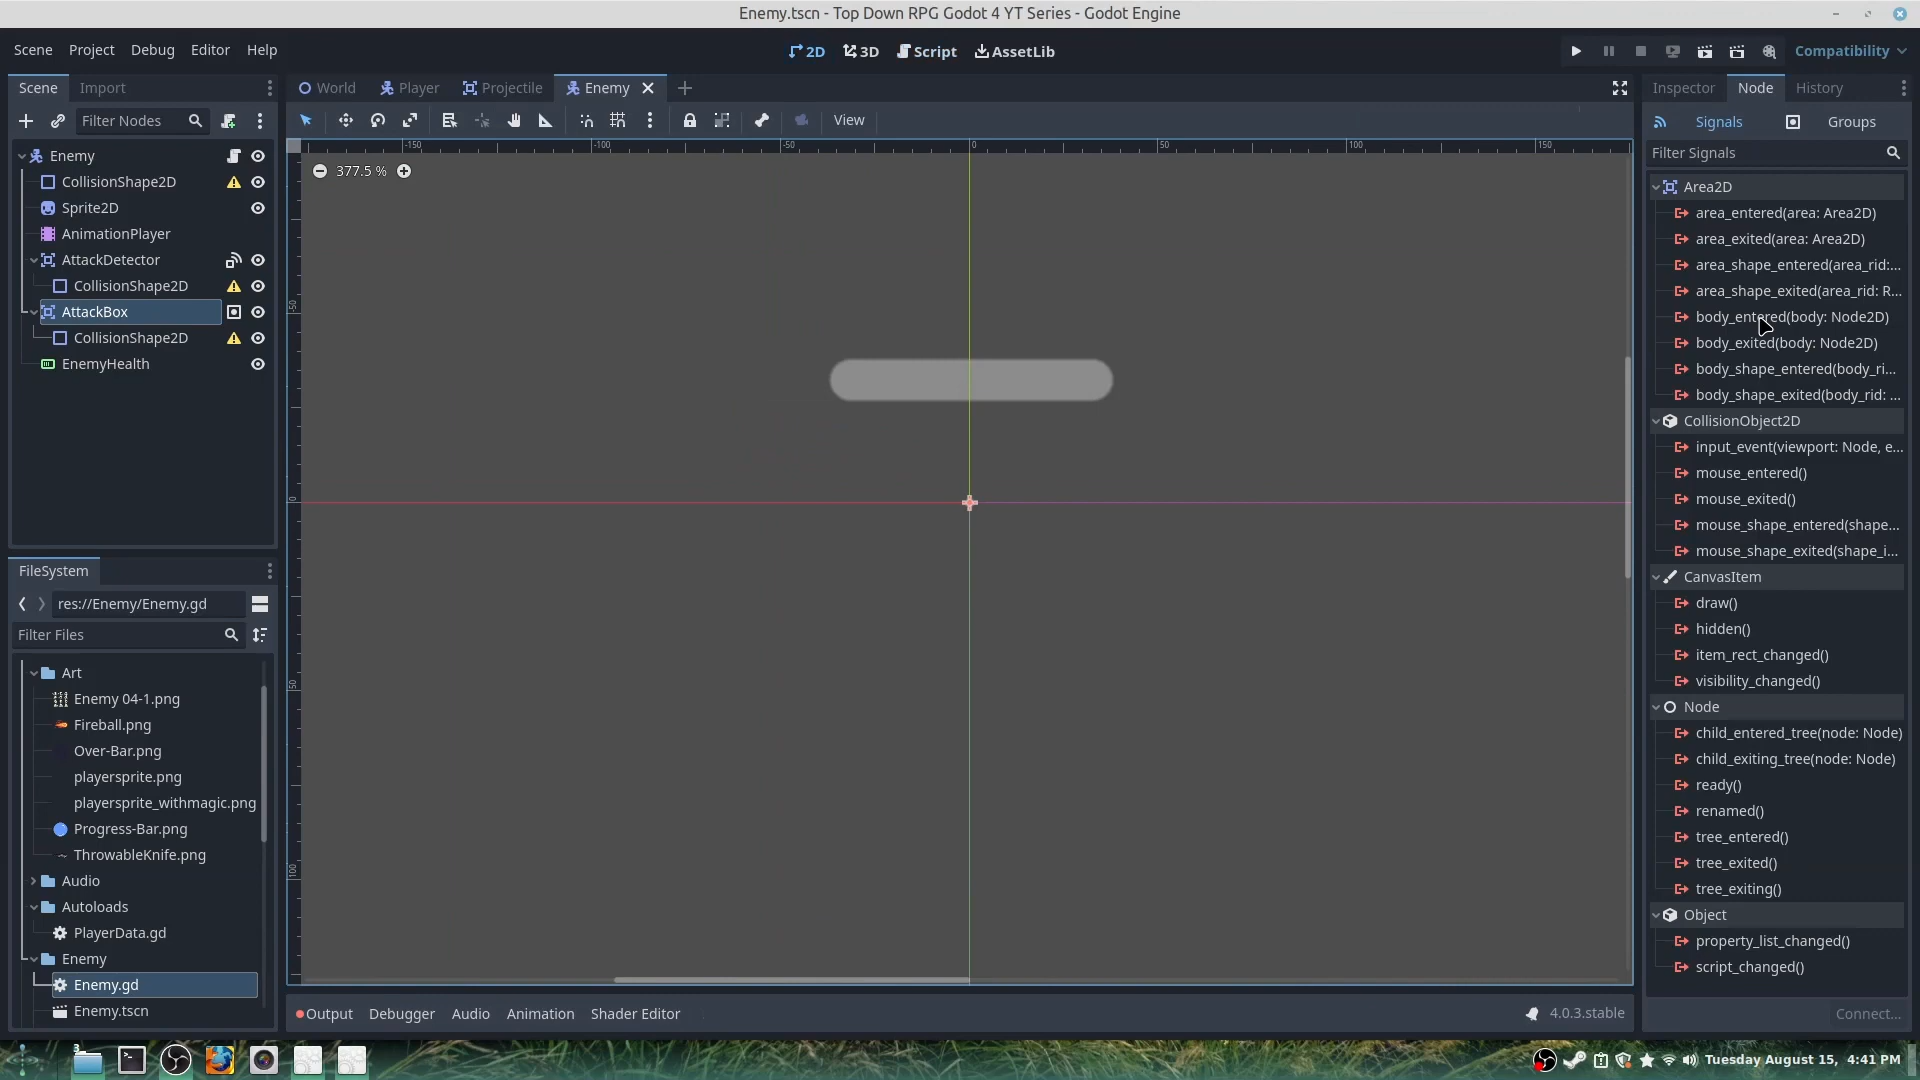 Enemy.tscn - Top Down RPG Godot 4 YT Series - Godot Engine
Scene Project Debug Editor Help
2D 3D Script AssetLib
Compatibility
Scene Import
World Player Projectile Enemy
Inspector Node History
Filter Nodes
View
Signals Groups
Filter Signals
-150 -100 -50 0 50 100 150
377.5 %
Enemy
CollisionShape2D
Sprite2D
AnimationPlayer
AttackDetector
CollisionShape2D
AttackBox
CollisionShape2D
EnemyHealth
-50
0
50
100
Area2D
area_entered(area: Area2D)
area_exited(area: Area2D)
area_shape_entered(area_rid:...
area_shape_exited(area_rid: R...
body_entered(body: Node2D)
body_exited(body: Node2D)
body_shape_entered(body_ri...
body_shape_exited(body_rid: ...
CollisionObject2D
input_event(viewport: Node, e...
mouse_entered()
mouse_exited()
mouse_shape_entered(shape...
mouse_shape_exited(shape_i...
CanvasItem
draw()
hidden()
item_rect_changed()
visibility_changed()
Node
child_entered_tree(node: Node)
child_exiting_tree(node: Node)
ready()
renamed()
tree_entered()
tree_exited()
tree_exiting()
Object
property_list_changed()
script_changed()
Connect...
FileSystem
res://Enemy/Enemy.gd
Filter Files
Art
Enemy 04-1.png
Fireball.png
Over-Bar.png
playersprite.png
playersprite_withmagic.png
Progress-Bar.png
ThrowableKnife.png
Audio
Autoloads
PlayerData.gd
Enemy
Enemy.gd
Enemy.tscn
Output Debugger Audio Animation Shader Editor
4.0.3.stable
3
Tuesday August 15, 4:41 PM